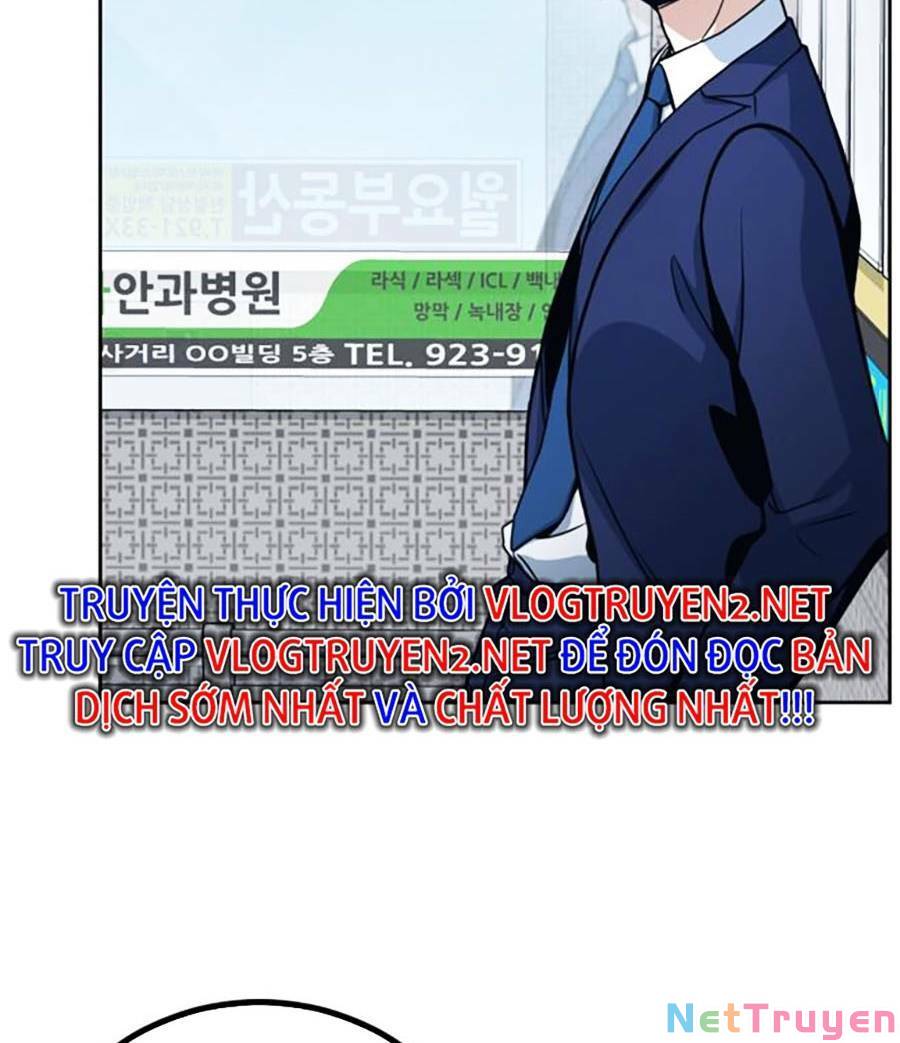 월요부동산
T.921-33X
안과병원
라식 / 라섹 / ICL / 백내
망막 / 녹내장 /
사거리 OO빌딩 5층 TEL. 923-91
TRUYỆN THỰC HIỆN BỞI VLOGTRUYEN2.NET
TRUY CẬP VLOGTRUYEN2.NET ĐỂ ĐÓN ĐỌC BẢN
DỊCH SỚM NHẤT VÀ CHẤT LƯỢNG NHẤT!!!
NetTruyen